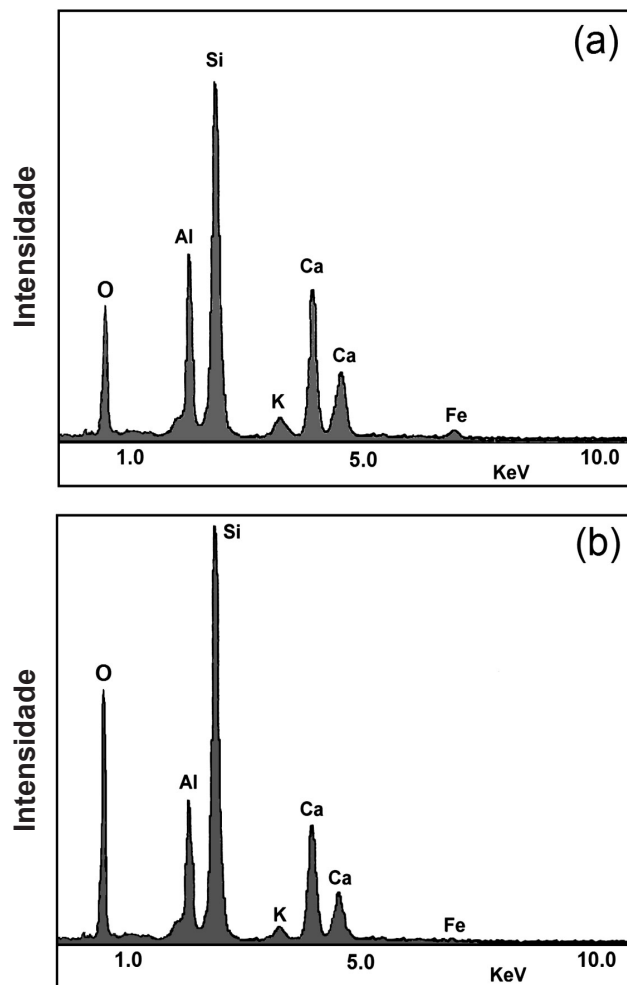 (a)
Si
Al
O
Ca
Ca
K
Fe
Intensidade
1.0 5.0 10.0
KeV
(b)
Si
O
Al
Ca
Ca
K
Fe
Intensidade
1.0 5.0 10.0
KeV